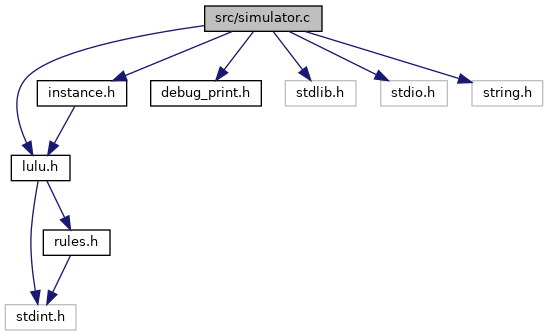 src/simulator.c
instance.h
debug_print.h
stdlib.h
stdio.h
string.h
lulu.h
rules.h
stdint.h